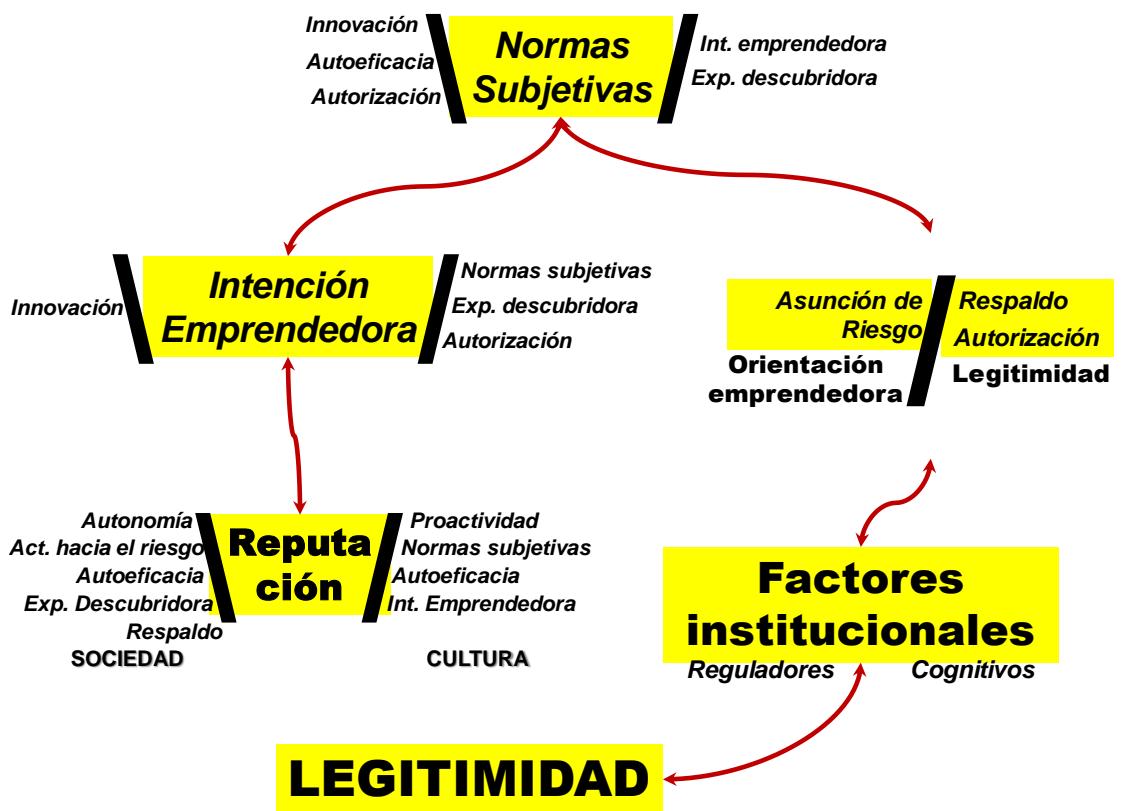 Innovación
Autoeficacia
Autorización
Normas
Subjetivas
Int. emprendedora
Exp. descubridora
Innovación
Intención
Emprendedora
Normas subjetivas
Exp. descubridora
Autorización
Asunción de
Riesgo
Orientación
emprendedora
Respaldo
Autorización
Legitimidad
Autonomía
Act. hacia el riesgo
Autoeficacia
Exp. Descubridora
Respaldo
SOCIEDAD
Reputa
ción
Proactividad
Normas subjetivas
Autoeficacia
Int. Emprendedora
CULTURA
Factores
institucionales
Reguladores
Cognitivos
LEGITIMIDAD